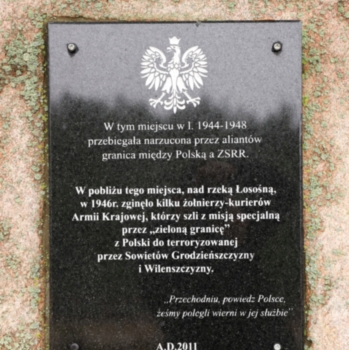 W tym miejscu w l. 1944-1948
przebiegała narzucona przez aliantów
granica między Polską a ZSRR.
W pobliżu tego miejsca, nad rzeką Łosośną,
w 1946r. zginęło kilku żołnierzy-kurierów
Armii Krajowej, którzy szli z misją specjalną
przez „zieloną granicę”
z Polski do terroryzowanej
przez Sowietów Grodzieńszczyzny
i Wileńszczyzny.
„Przechodniu, powiedz Polsce,
żeśmy polegli wierni w jej służbie”
A.D.2011